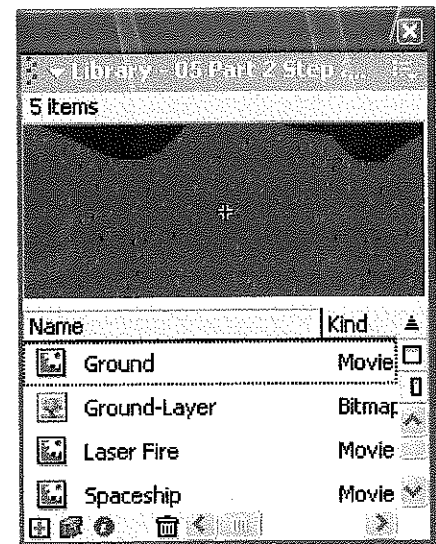 Library - 05 Part 2 Step
5 items
Name Kind
Ground Movie
Ground-Layer Bitmap
Laser Fire Movie
Spaceship Movie